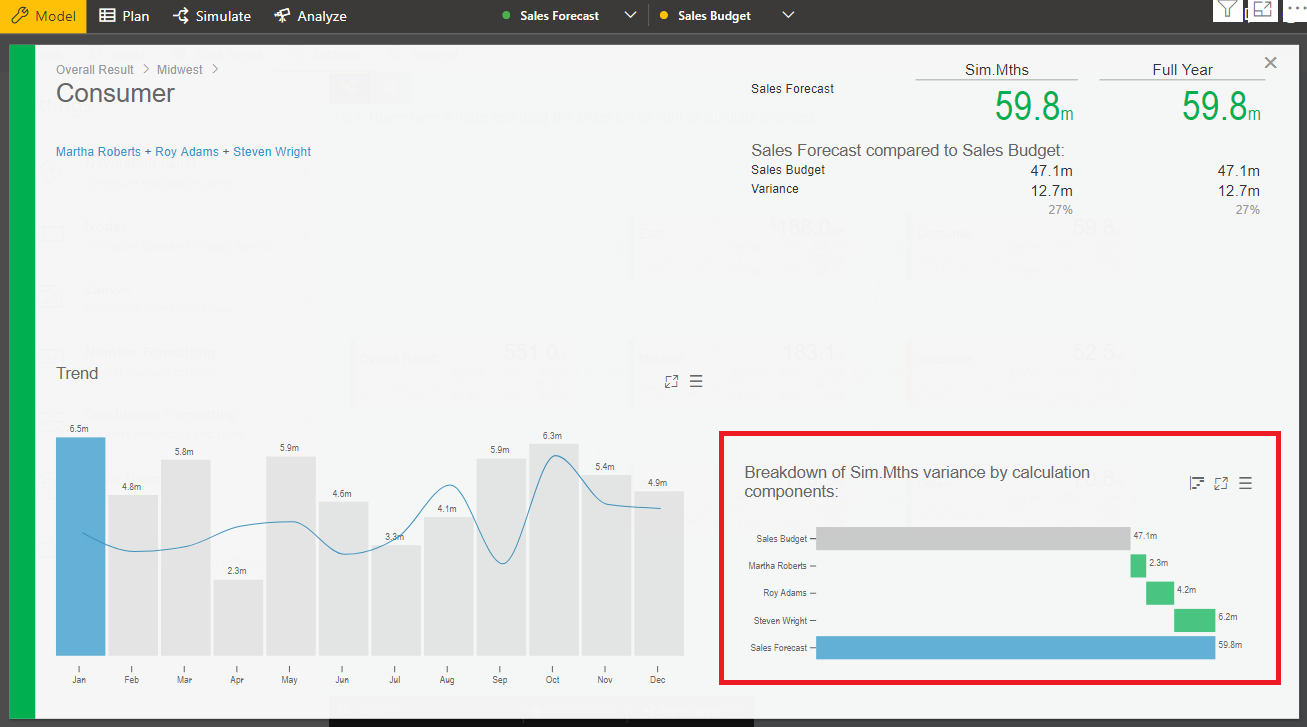 Model Plan Simulate Analyze Sales Forecast Sales Budget
Overall Result > Midwest >
Consumer
Martha Roberts + Roy Adams + Steven Wright
Sim.Mths Full Year
Sales Forecast 59.8m 59.8m
Sales Forecast compared to Sales Budget:
Sales Budget 47.1m 47.1m
Variance 12.7m 12.7m
27% 27%
Trend
6.5m 4.8m 5.8m 2.3m 5.9m 4.6m 3.3m 4.1m 5.9m 6.3m 5.4m 4.9m
Jan Feb Mar Apr May Jun Jul Aug Sep Oct Nov Dec
Breakdown of Sim.Mths variance by calculation
components:
Sales Budget 47.1m
Martha Roberts 2.3m
Roy Adams 4.2m
Steven Wright 6.2m
Sales Forecast 59.8m